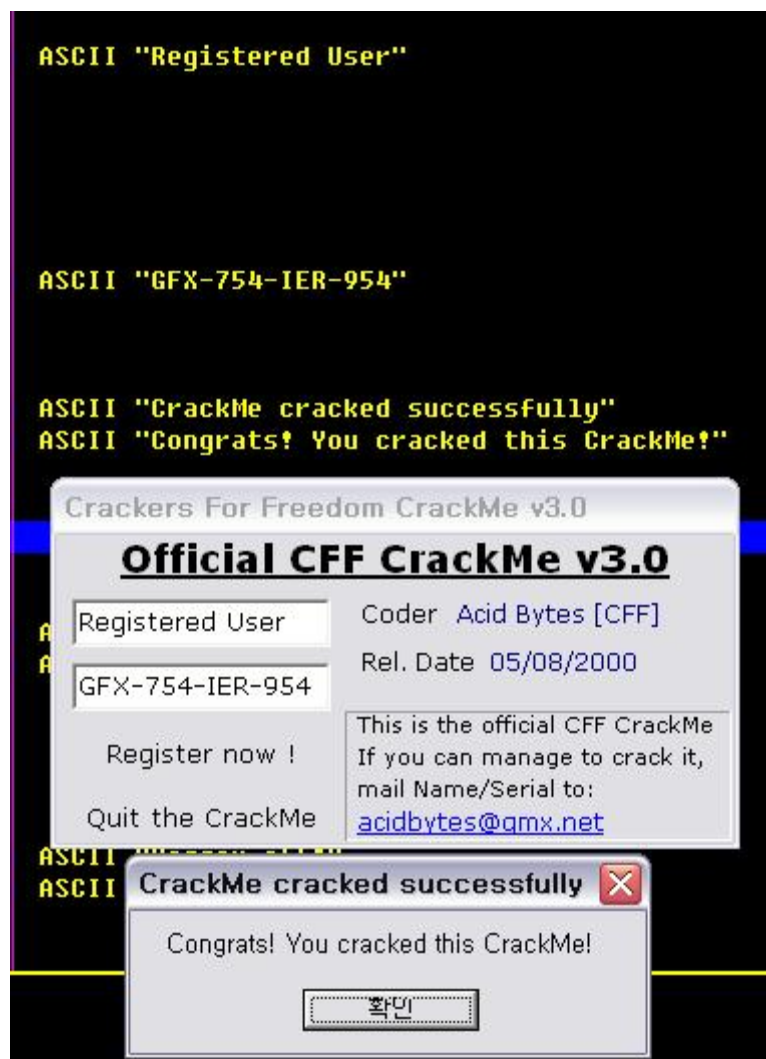 ASCII "Registered User"
ASCII "GFX-754-IER-954"
ASCII "CrackMe cracked successfully"
ASCII "Congrats! You cracked this CrackMe!"
Crackers For Freedom CrackMe v3.0
Official CFF CrackMe v3.0
Registered User
Coder Acid Bytes [CFF]
GFX-754-IER-954
Rel. Date 05/08/2000
Register now !
Quit the CrackMe
This is the official CFF CrackMe
If you can manage to crack it,
mail Name/Serial to:
acidbytes@gmx.net
ASCII
ASCII
CrackMe cracked successfully
Congrats! You cracked this CrackMe!
확인